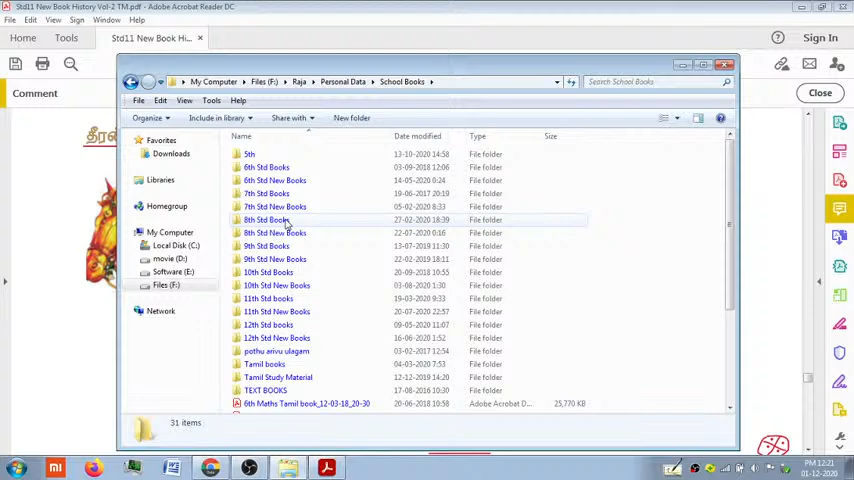 Std11 New Book History Vol-2 TM.pdf - Adobe Acrobat Reader DC
File Edit View Sign Window Help
Home Tools Std11 New Book Hi... × Sign In
Comment Close
My Computer Files (F:) Raja Personal Data School Books Search School Books
File Edit View Tools Help
Organize Include in library Share with New folder
Name Date modified Type Size
Favorites
Downloads
Libraries
Homegroup
My Computer
Local Disk (C:)
movie (D:)
Software (E:)
Files (F:)
Network
5th 13-10-2020 14:58 File folder
6th Std Books 03-09-2018 12:06 File folder
6th Std New Books 14-05-2020 0:24 File folder
7th Std Books 19-06-2017 20:19 File folder
7th Std New Books 05-02-2020 8:33 File folder
8th Std Books 27-02-2020 18:39 File folder
8th Std New Books 22-07-2020 0:16 File folder
9th Std Books 13-07-2019 11:30 File folder
9th Std New Books 22-02-2019 18:11 File folder
10th Std Books 20-09-2018 10:55 File folder
10th Std New Books 03-08-2020 1:30 File folder
11th Std books 19-03-2020 9:33 File folder
11th Std New Books 20-07-2020 22:57 File folder
12th Std books 09-05-2020 11:07 File folder
12th Std New Books 16-06-2020 1:52 File folder
pothu arivu ulagam 03-02-2017 12:54 File folder
Tamil books 04-03-2020 7:53 File folder
Tamil Study Material 12-12-2019 14:20 File folder
TEXT BOOKS 17-08-2016 10:30 File folder
6th Maths Tamil book_12-03-18_20-30 20-06-2018 10:58 Adobe Acrobat D... 25,770 KB
31 items
தீர
PM 12:21
01-12-2020